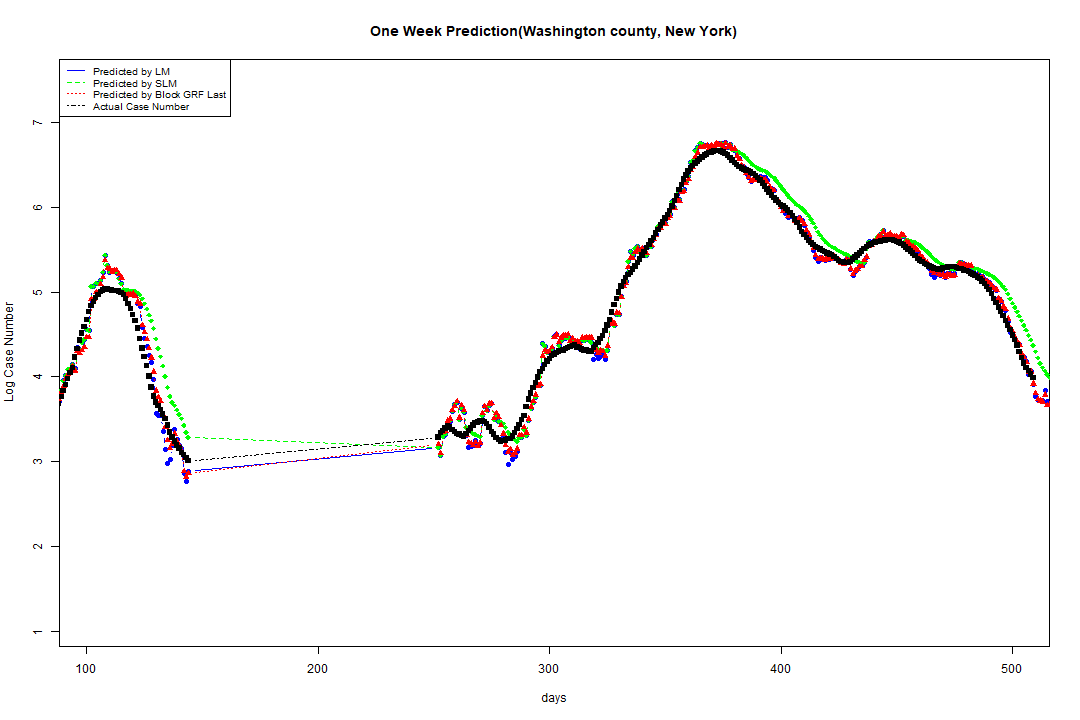 One Week Prediction(Washington county, New York)
Predicted by LM
Predicted by SLM
Predicted by Block GRF Last
Actual Case Number
7
6
5
4
3
2
1
Log Case Number
100 200 300 400 500
days